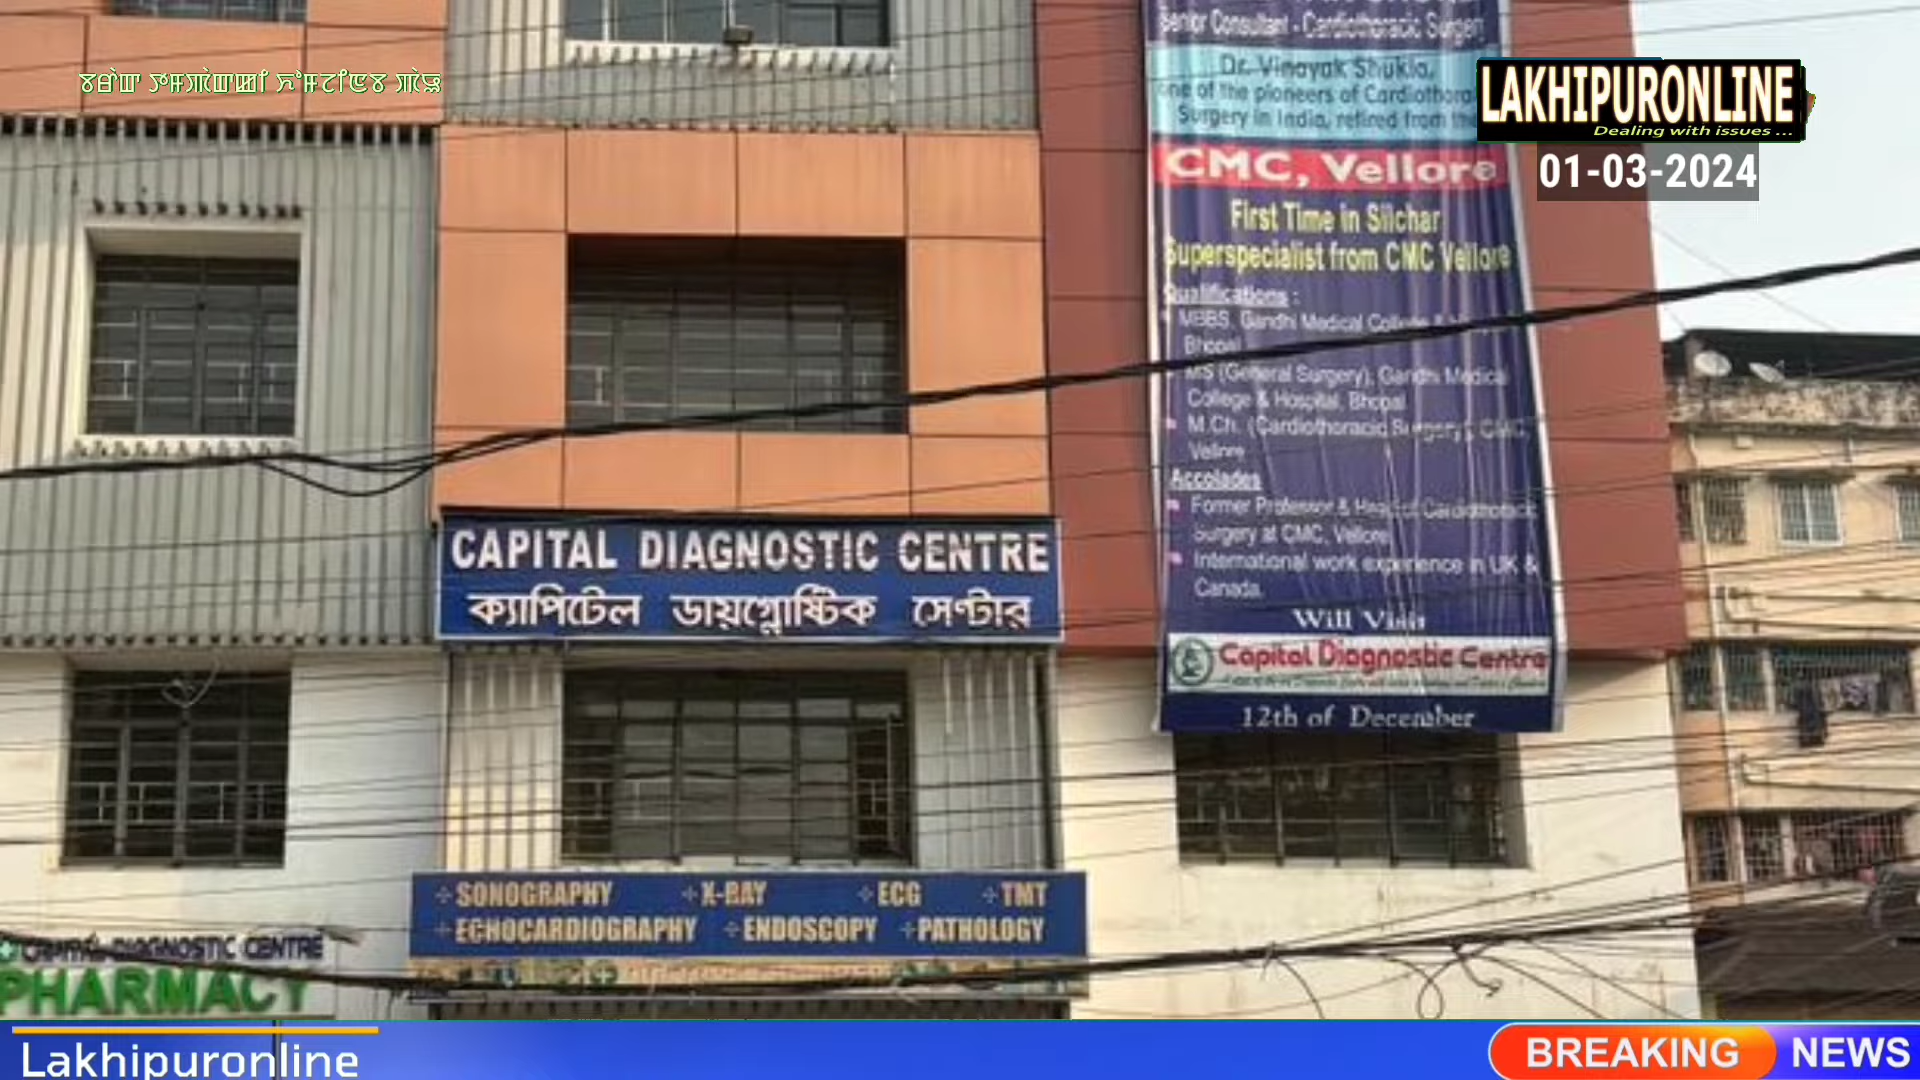 Senior Consultant - Cardiothoracic Surgery
Dr. Vinayak Shukla,
one of the pioneers of Cardiothoracic
Surgery in India, retired from the
LAKHIPURONLINE
Dealing with issues ...
01-03-2024
CMC, Vellore
First Time in Silchar
Superspecialist from CMC Vellore
Qualifications :
MBBS, Gandhi Medical College &
Bhopal
MS (General Surgery), Gandhi Medical
College & Hospital, Bhopal
M.Ch. (Cardiothoracic Surgery), CMC,
Vellore
Accolades
Former Professor & Head of Cardiothoracic
Surgery at CMC, Vellore
International work experience in UK &
Canada.
Will Visit
Capital Diagnostic Centre
12th of December
CAPITAL DIAGNOSTIC CENTRE
ক্যাপিটেল ডায়গ্নোষ্টিক সেণ্টার
SONOGRAPHY X-RAY ECG TMT
ECHOCARDIOGRAPHY ENDOSCOPY PATHOLOGY
CAPITAL DIAGNOSTIC CENTRE
PHARMACY
Lakhipuronline
BREAKING NEWS